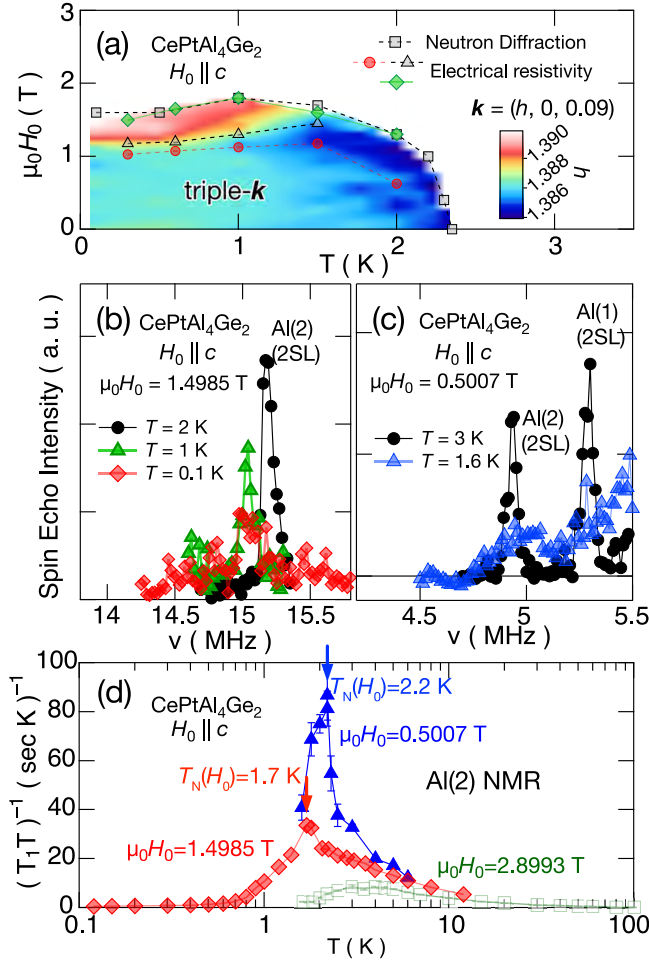 (a)
CePtAl₄Ge₂
H₀ || c
Neutron Diffraction
Electrical resistivity
k = (h, 0, 0.09)
1.390
1.388
1.386
h
triple-k
μ₀H₀ ( T )
2
1
0
0
1
2
3
T ( K )
(b)
CePtAl₄Ge₂
H₀ || c
μ₀H₀ = 1.4985 T
Al(2)
(2SL)
T = 2 K
T = 1 K
T = 0.1 K
Spin Echo Intensity ( a. u. )
14
14.5
15
15.5
ν ( MHz )
(c)
CePtAl₄Ge₂
H₀ || c
μ₀H₀ = 0.5007 T
Al(1)
(2SL)
Al(2)
(2SL)
T = 3 K
T = 1.6 K
4.5
5
5.5
ν ( MHz )
(d)
CePtAl₄Ge₂
H₀ || c
T_N(H₀)=2.2 K
μ₀H₀=0.5007 T
T_N(H₀)=1.7 K
Al(2) NMR
μ₀H₀=1.4985 T
μ₀H₀=2.8993 T
( T₁T )⁻¹ ( sec K )⁻¹
100
80
60
40
20
0
0.1
1
10
100
T ( K )